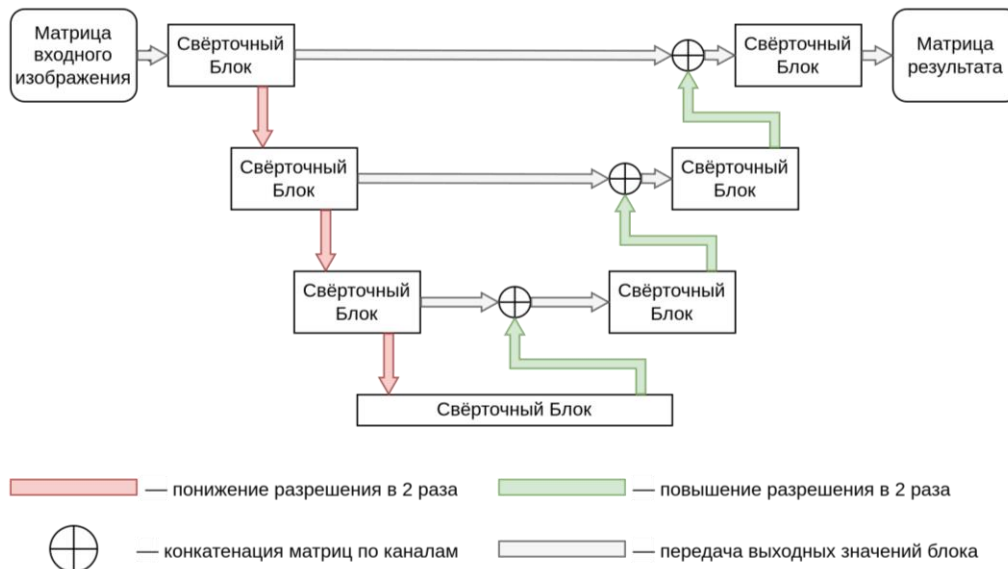 Матрица
входного
изображения
Свёрточный
Блок
Свёрточный
Блок
Матрица
результата
Свёрточный
Блок
Свёрточный
Блок
Свёрточный
Блок
Свёрточный
Блок
Свёрточный Блок
— понижение разрешения в 2 раза
— повышение разрешения в 2 раза
— конкатенация матриц по каналам
— передача выходных значений блока